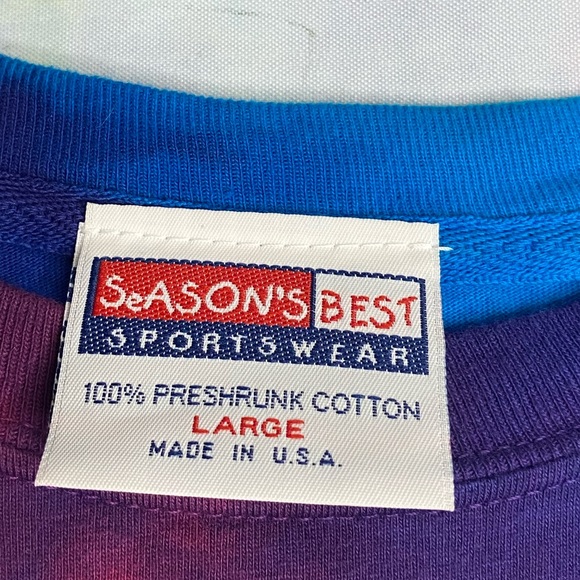 SeASON'S BEST
SPORTSWEAR
100% PRESHRUNK COTTON
LARGE
MADE IN U.S.A.